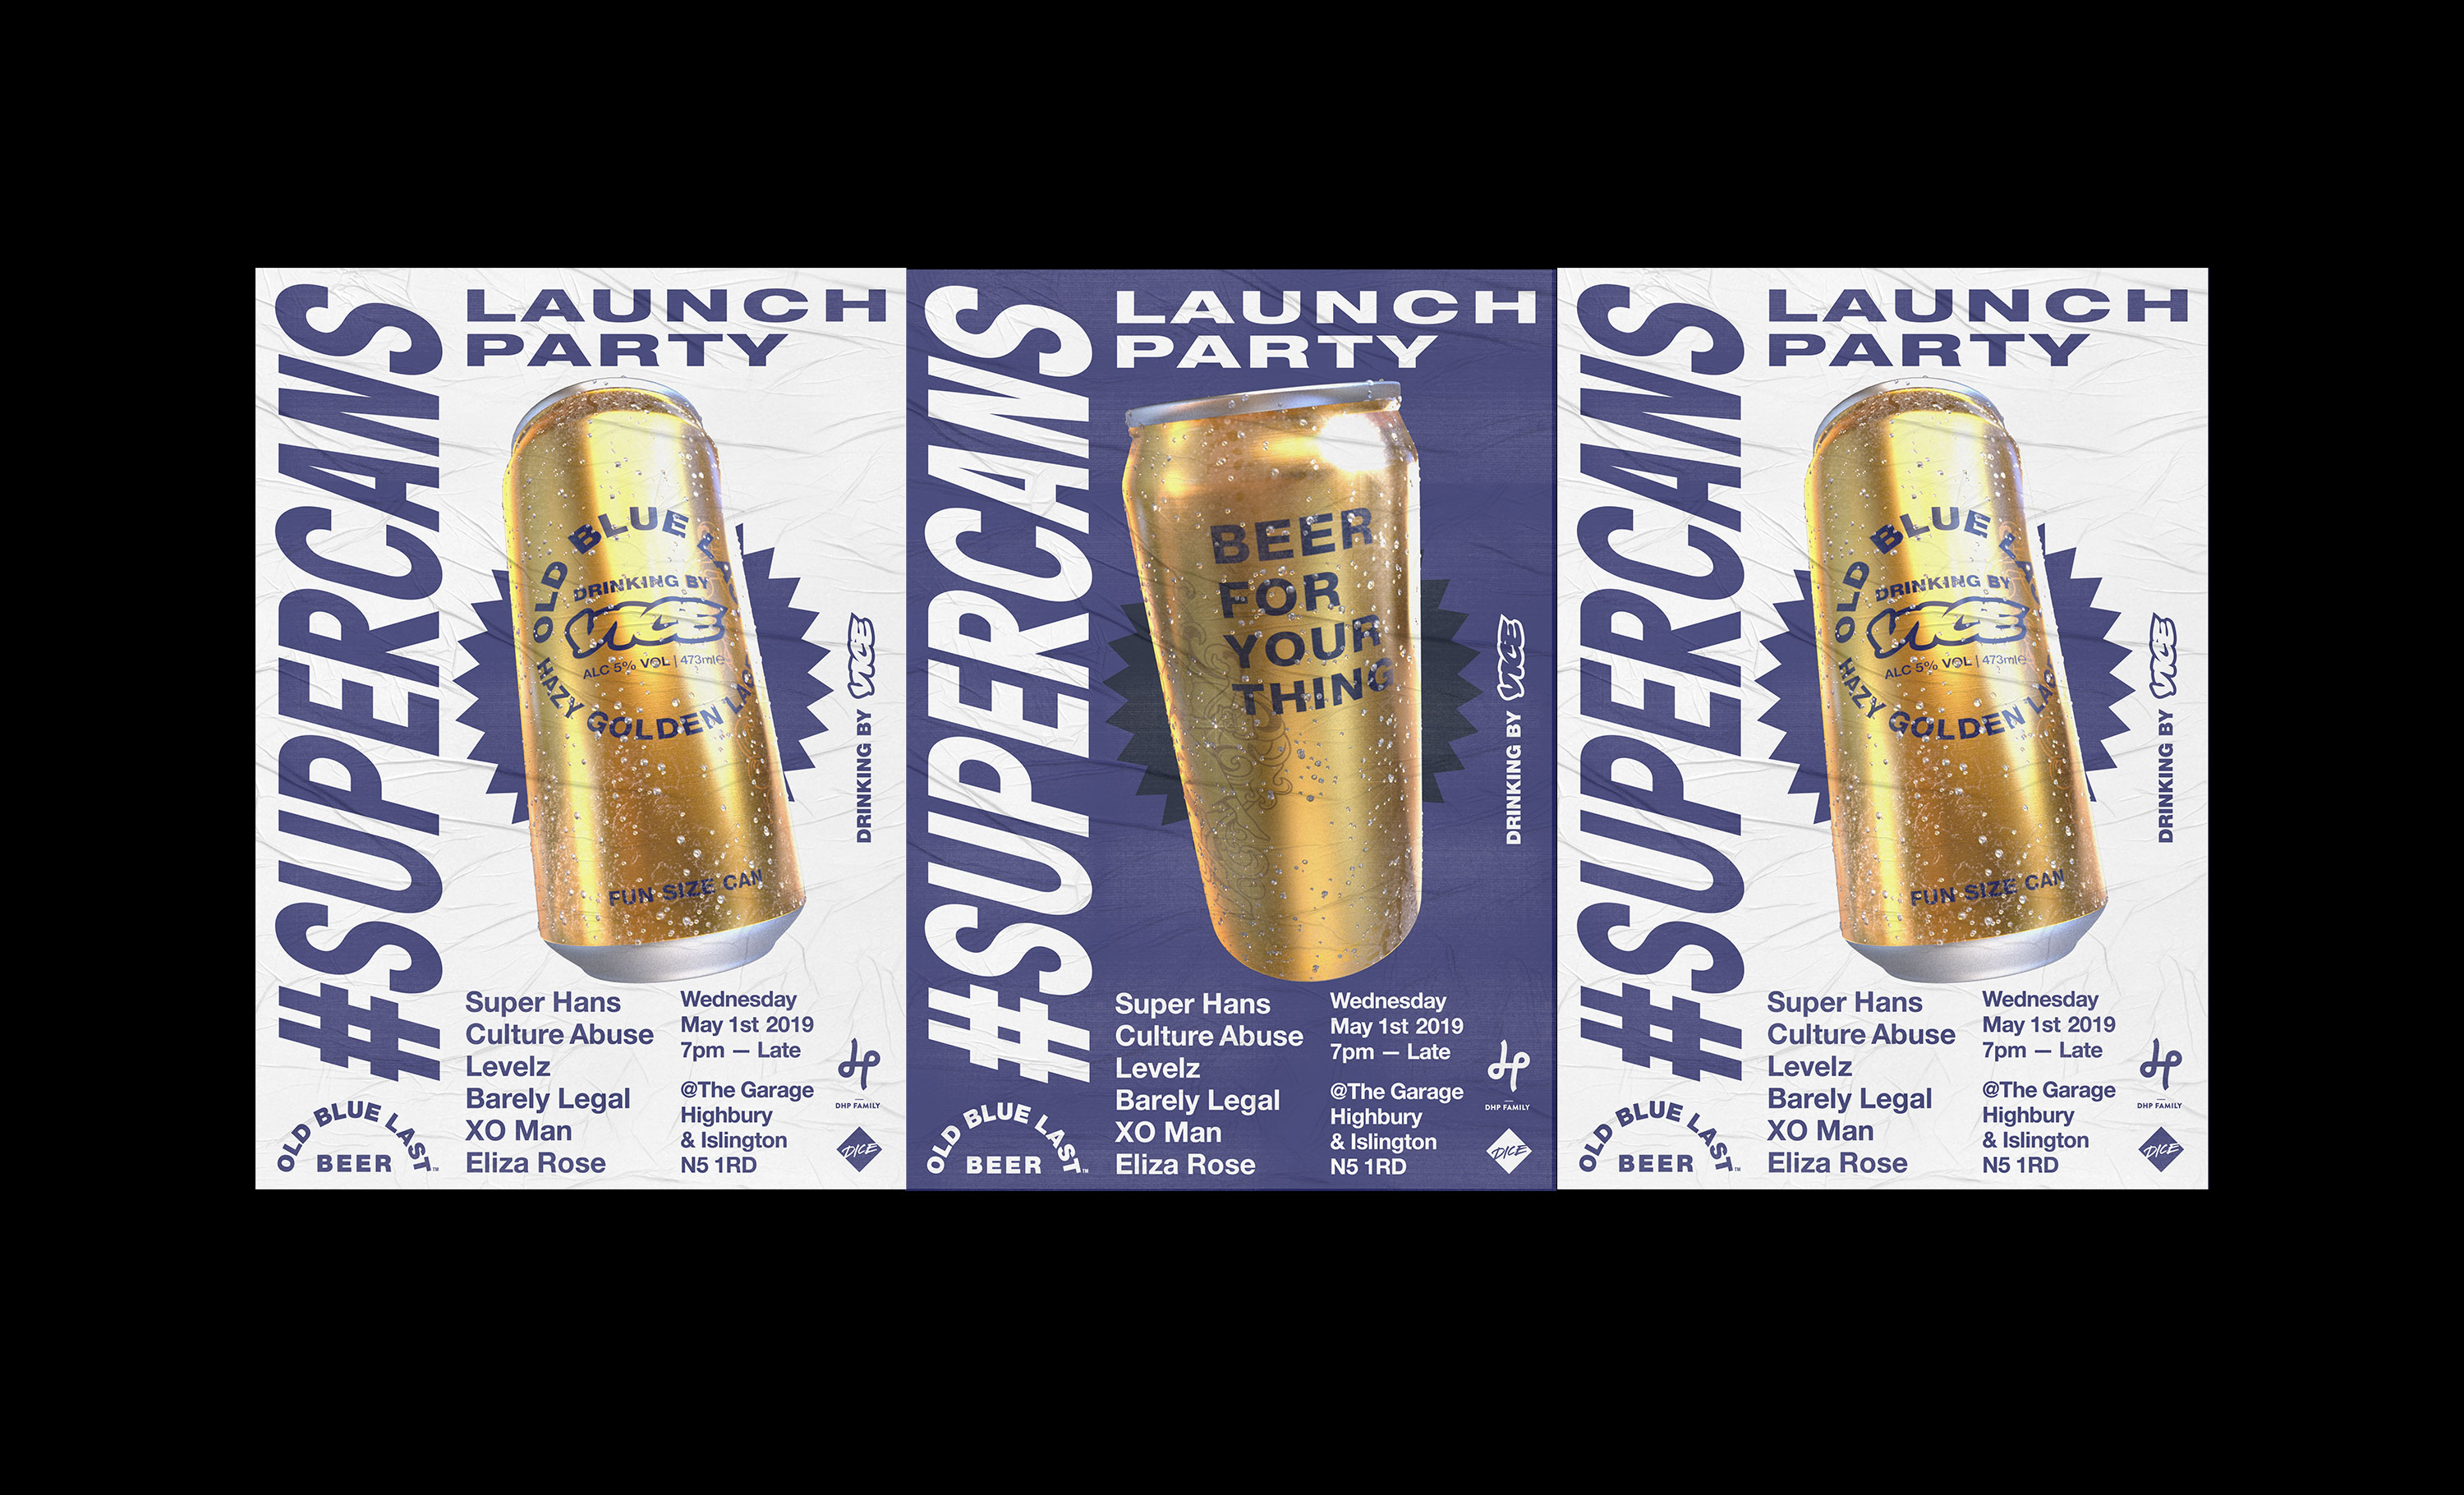 #SUPERCANS
LAUNCH
PARTY
OLD BLUE
DRINKING BY
VICE
ALC 5% VOL | 473ml℮
HAZY GOLDEN
FUN SIZE CAN
DRINKING BY VICE
Super Hans
Culture Abuse
Levelz
Barely Legal
XO Man
Eliza Rose
Wednesday
May 1st 2019
7pm — Late
@The Garage
Highbury
& Islington
N5 1RD
DHP FAMILY
DICE
OLD BLUE LAST
BEER
™
#SUPERCANS
LAUNCH
PARTY
BEER
FOR
YOUR
THING
DRINKING BY VICE
Super Hans
Culture Abuse
Levelz
Barely Legal
XO Man
Eliza Rose
Wednesday
May 1st 2019
7pm — Late
@The Garage
Highbury
& Islington
N5 1RD
DHP FAMILY
DICE
OLD BLUE LAST
BEER
™
#SUPERCANS
LAUNCH
PARTY
OLD BLUE
DRINKING BY
VICE
ALC 5% VOL | 473ml℮
HAZY GOLDEN
FUN SIZE CAN
DRINKING BY VICE
Super Hans
Culture Abuse
Levelz
Barely Legal
XO Man
Eliza Rose
Wednesday
May 1st 2019
7pm — Late
@The Garage
Highbury
& Islington
N5 1RD
DHP FAMILY
DICE
OLD BLUE LAST
BEER
™